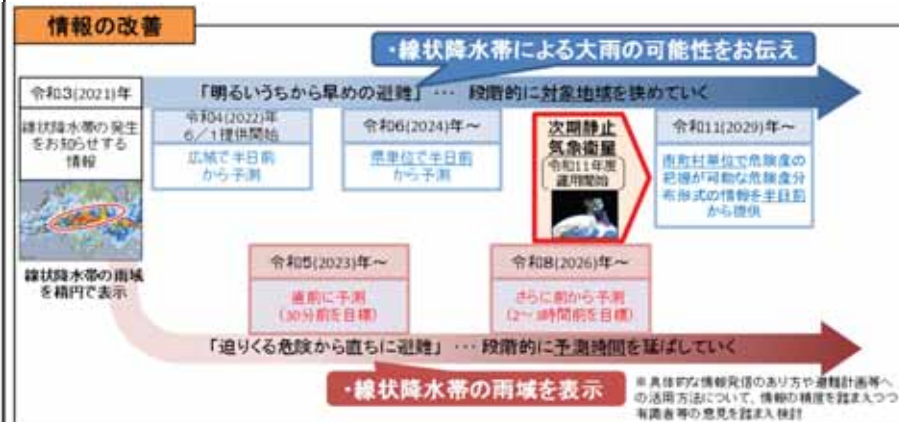 情報の改善
・線状降水帯による大雨の可能性をお伝え
「明るいうちから早めの避難」・・・ 段階的に対象地域を狭めていく
令和3(2021)年
線状降水帯の発生
をお知らせする
情報
線状降水帯の雨域
を楕円で表示
令和4(2022)年
6/1提供開始
広域で半日前
から予測
令和6(2024)年～
県単位で半日前
から予測
次期静止
気象衛星
令和11年度
運用開始
令和11(2029)年～
市町村単位で危険度の
把握が可能な危険度分
布形式の情報を半日前
から提供
令和5(2023)年～
直前に予測
(30分前を目標)
令和8(2026)年～
さらに前から予測
(2～3時間前を目標)
「迫りくる危険から直ちに避難」・・・ 段階的に予測時間を延ばしていく
・線状降水帯の雨域を表示
※具体的な情報発信のあり方や避難計画等へ
の活用方法について、情報の精度を踏まえつつ
有識者等の意見を踏まえ検討